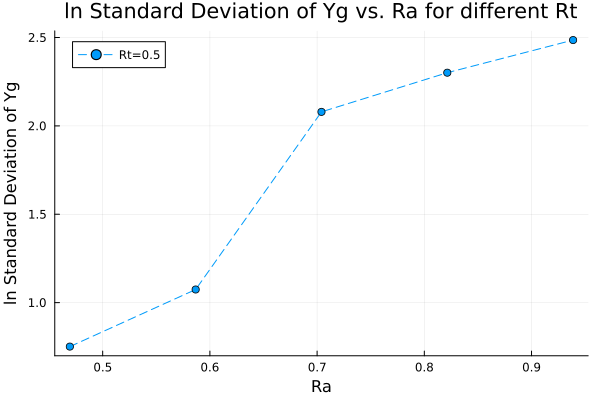 ln Standard Deviation of Yg vs. Ra for different Rt
Rt=0.5
ln Standard Deviation of Yg
2.5
2.0
1.5
1.0
0.5
0.6
0.7
0.8
0.9
Ra